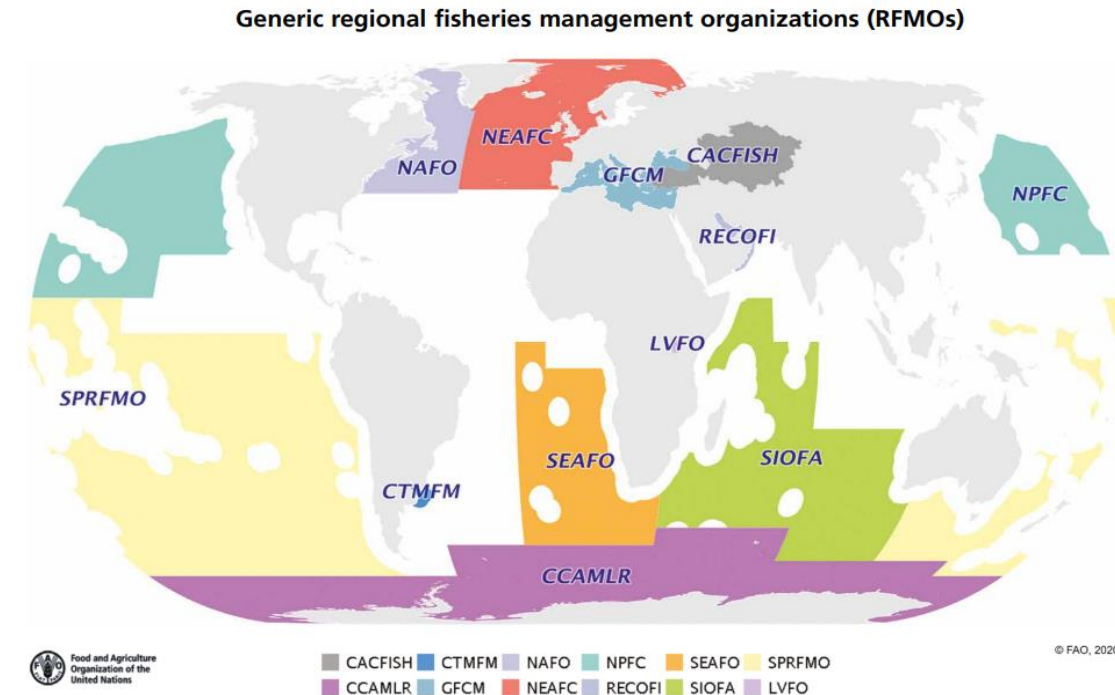 Generic regional fisheries management organizations (RFMOs)
NEAFC
NAFO
CACFISH
GFCM
NPFC
RECOFI
LVFO
SPRFMO
SEAFO
SIOFA
CTMFM
CCAMLR
Food and Agriculture
Organization of the
United Nations
CACFISH CTMFM NAFO NPFC SEAFO SPRFMO
CCAMLR GFCM NEAFC RECOFI SIOFA LVFO
© FAO, 2020